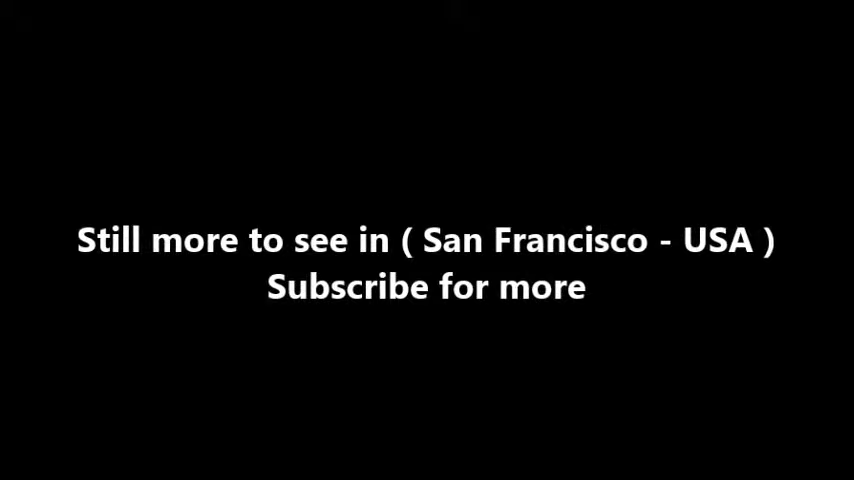 Still more to see in ( San Francisco - USA )
Subscribe for more